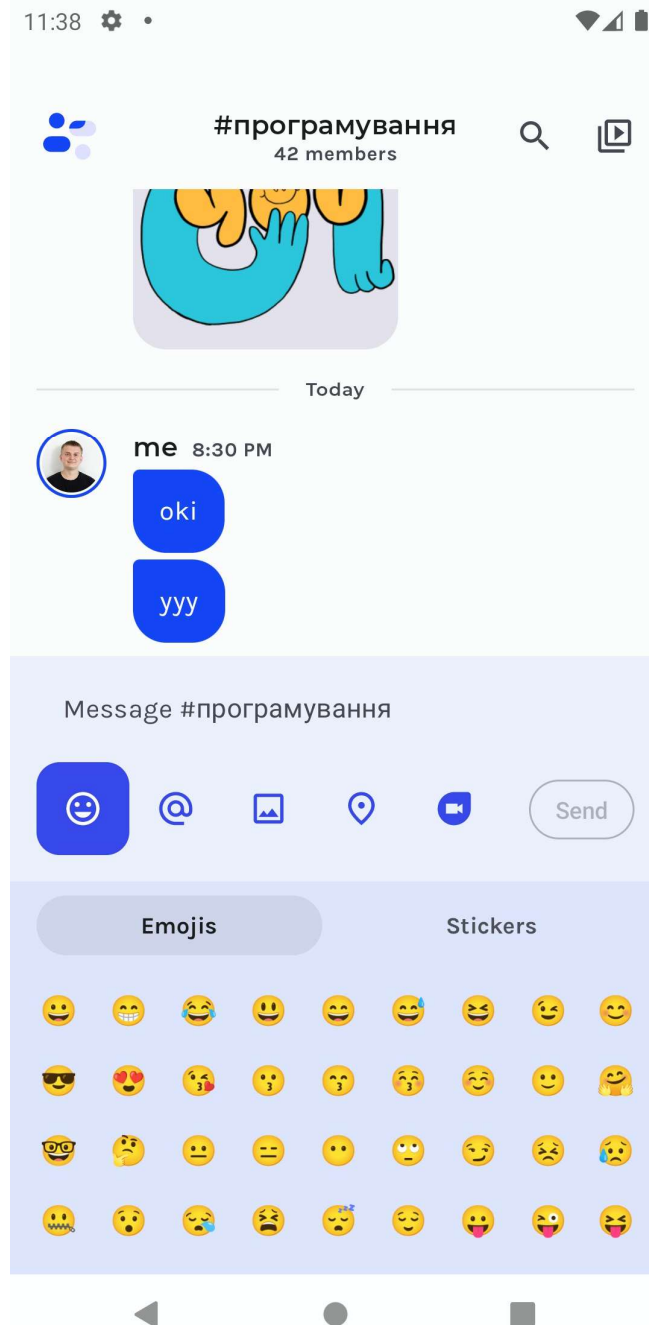 11:38
#програмування
42 members
Today
me 8:30 PM
oki
yyy
Message #програмування
Send
Emojis Stickers